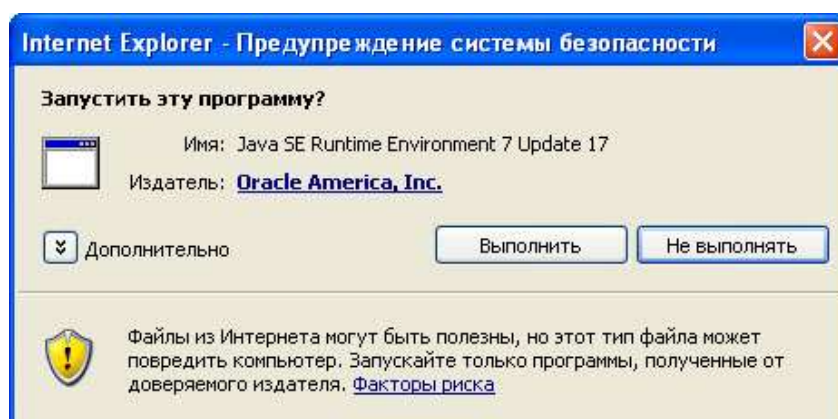 Internet Explorer - Предупреждение системы безопасности
Запустить эту программу?
Имя: Java SE Runtime Environment 7 Update 17
Издатель: Oracle America, Inc.
Дополнительно
Выполнить
Не выполнять
Файлы из Интернета могут быть полезны, но этот тип файла может
повредить компьютер. Запускайте только программы, полученные от
доверяемого издателя. Факторы риска